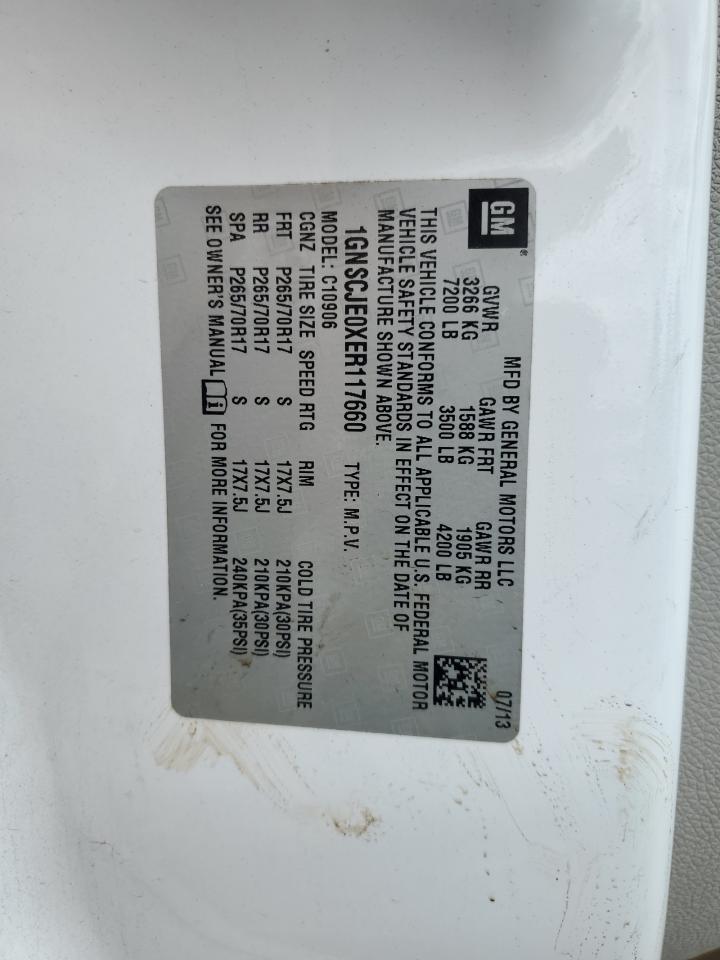 GM®
MFD BY GENERAL MOTORS LLC 07/13
GVWR GAWR FRT GAWR RR
3266 KG 1588 KG 1905 KG
7200 LB 3500 LB 4200 LB
THIS VEHICLE CONFORMS TO ALL APPLICABLE U.S. FEDERAL MOTOR
VEHICLE SAFETY STANDARDS IN EFFECT ON THE DATE OF
MANUFACTURE SHOWN ABOVE.
1GNSCJE0XER117660 TYPE: M.P.V.
MODEL: C10906
CGNZ TIRE SIZE SPEED RTG RIM COLD TIRE PRESSURE
FRT P265/70R17 S 17X7.5J 210KPA(30PSI)
RR P265/70R17 S 17X7.5J 210KPA(30PSI)
SPA P265/70R17 S 17X7.5J 240KPA(35PSI)
SEE OWNER'S MANUAL i FOR MORE INFORMATION.